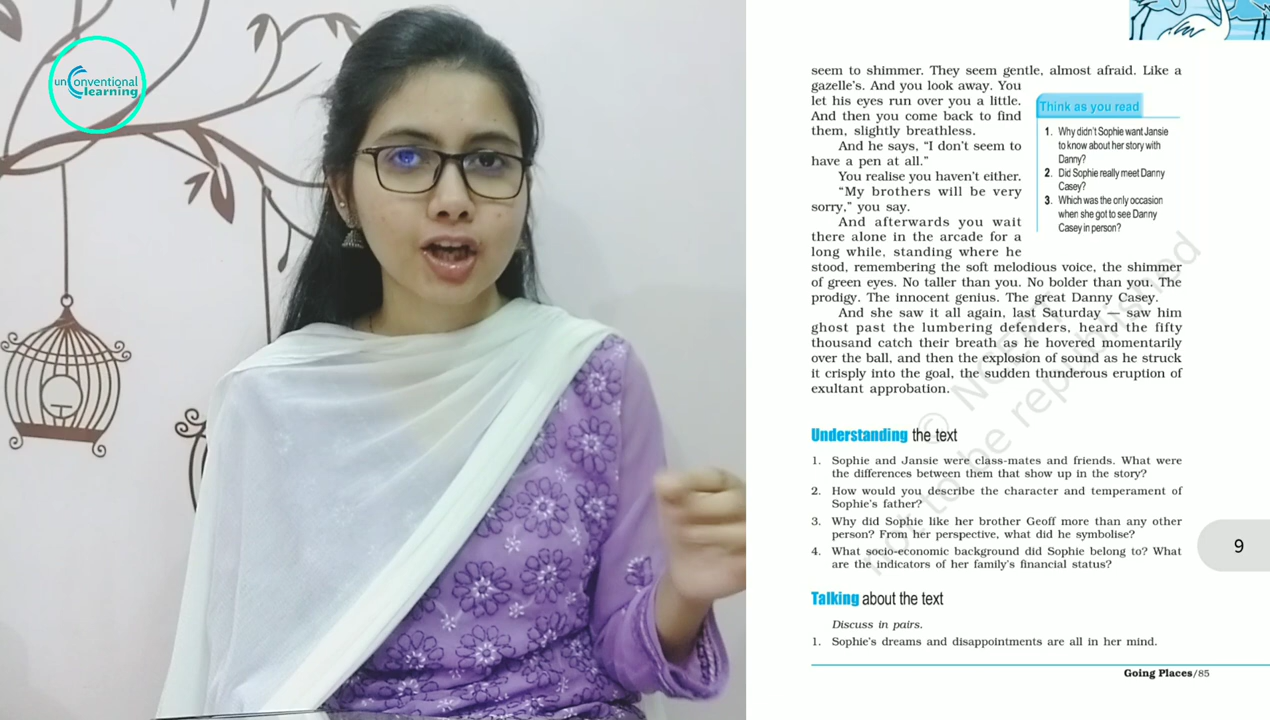 unconventional
learning
seem to shimmer. They seem gentle, almost afraid. Like a
gazelle's. And you look away. You
let his eyes run over you a little.
And then you come back to find
them, slightly breathless.
And he says, “I don't seem to
have a pen at all.”
You realise you haven't either.
“My brothers will be very
sorry,” you say.
And afterwards you wait
there alone in the arcade for a
long while, standing where he
stood, remembering the soft melodious voice, the shimmer
of green eyes. No taller than you. No bolder than you. The
prodigy. The innocent genius. The great Danny Casey.
And she saw it all again, last Saturday — saw him
ghost past the lumbering defenders, heard the fifty
thousand catch their breath as he hovered momentarily
over the ball, and then the explosion of sound as he struck
it crisply into the goal, the sudden thunderous eruption of
exultant approbation.
Think as you read
1. Why didn't Sophie want Jansie
to know about her story with
Danny?
2. Did Sophie really meet Danny
Casey?
3. Which was the only occasion
when she got to see Danny
Casey in person?
Understanding the text
1. Sophie and Jansie were class-mates and friends. What were
the differences between them that show up in the story?
2. How would you describe the character and temperament of
Sophie's father?
3. Why did Sophie like her brother Geoff more than any other
person? From her perspective, what did he symbolise?
4. What socio-economic background did Sophie belong to? What
are the indicators of her family's financial status?
9
Talking about the text
Discuss in pairs.
1. Sophie's dreams and disappointments are all in her mind.
Going Places/85
© NCERT
not to be republished